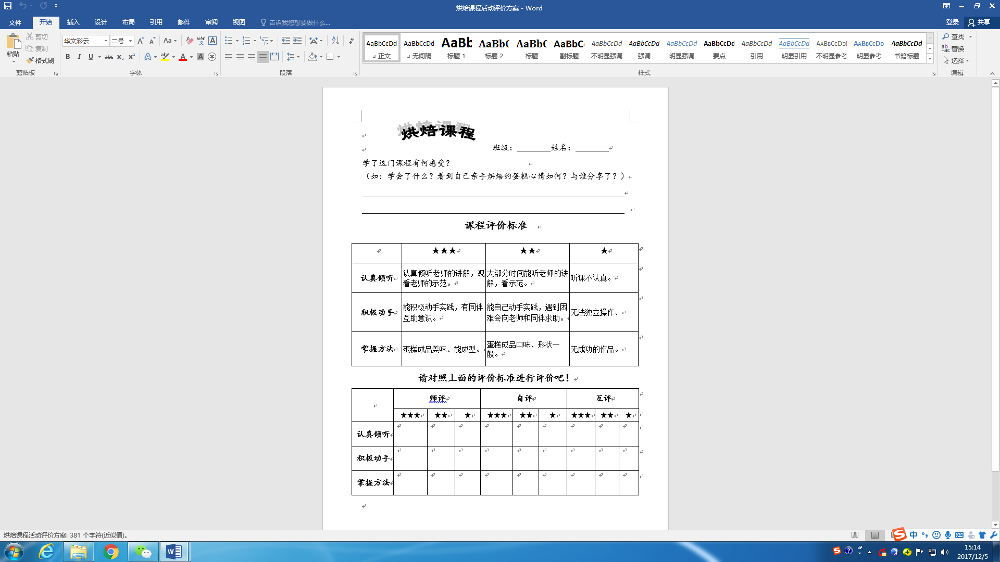 烘焙课程活动评价方案 - Word
文件 开始 插入 设计 布局 引用 邮件 审阅 视图 告诉我您想要做什么... 登录 共享
粘贴 剪切 复制 格式刷
华文彩云 二号
AaBbCcDd AaBbCcDd AaBb AaBbC AaBbC AaBbC AaBbCcDd AaBbCcDd AaBbCcDd AaBbCcDd AaBbCcDd AaBbCcDd AaBbCcDd AaBbCcDd AaBbCcDd
正文 无间隔 标题 1 标题 2 标题 副标题 不明显强调 强调 明显强调 要点 引用 明显引用 不明显参考 明显参考 书籍标题
查找
替换
选择
剪贴板 字体 段落 样式 编辑
烘焙课程
班级：________姓名：________
学了这门课程有何感受？
（如：学会了什么？看到自己亲手烘焙的蛋糕心情如何？与谁分享了？）
课程评价标准
★★★ ★★ ★
认真倾听 认真倾听老师的讲解，观看老师的示范。 大部分时间能听老师的讲解，看示范。 听课不认真。
积极动手 能积极动手实践，有同伴互助意识。 能自己动手实践，遇到困难会向老师和同伴求助。 无法独立操作、
掌握方法 蛋糕成品美味、能成型。 蛋糕成品口味、形状一般。 无成功的作品。
请对照上面的评价标准进行评价吧！
师评 自评 互评
★★★ ★★ ★ ★★★ ★★ ★ ★★★ ★★ ★
认真倾听
积极动手
掌握方法
烘焙课程活动评价方案: 381 个字符(近似值)。
中
15:14
2017/12/5